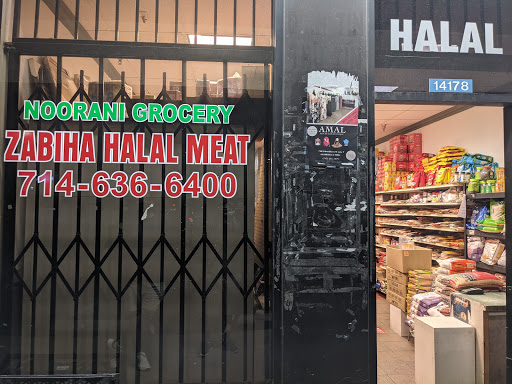 NOORANI GROCERY
ZABIHA HALAL MEAT
714-636-6400
AMAL
HALAL
14178